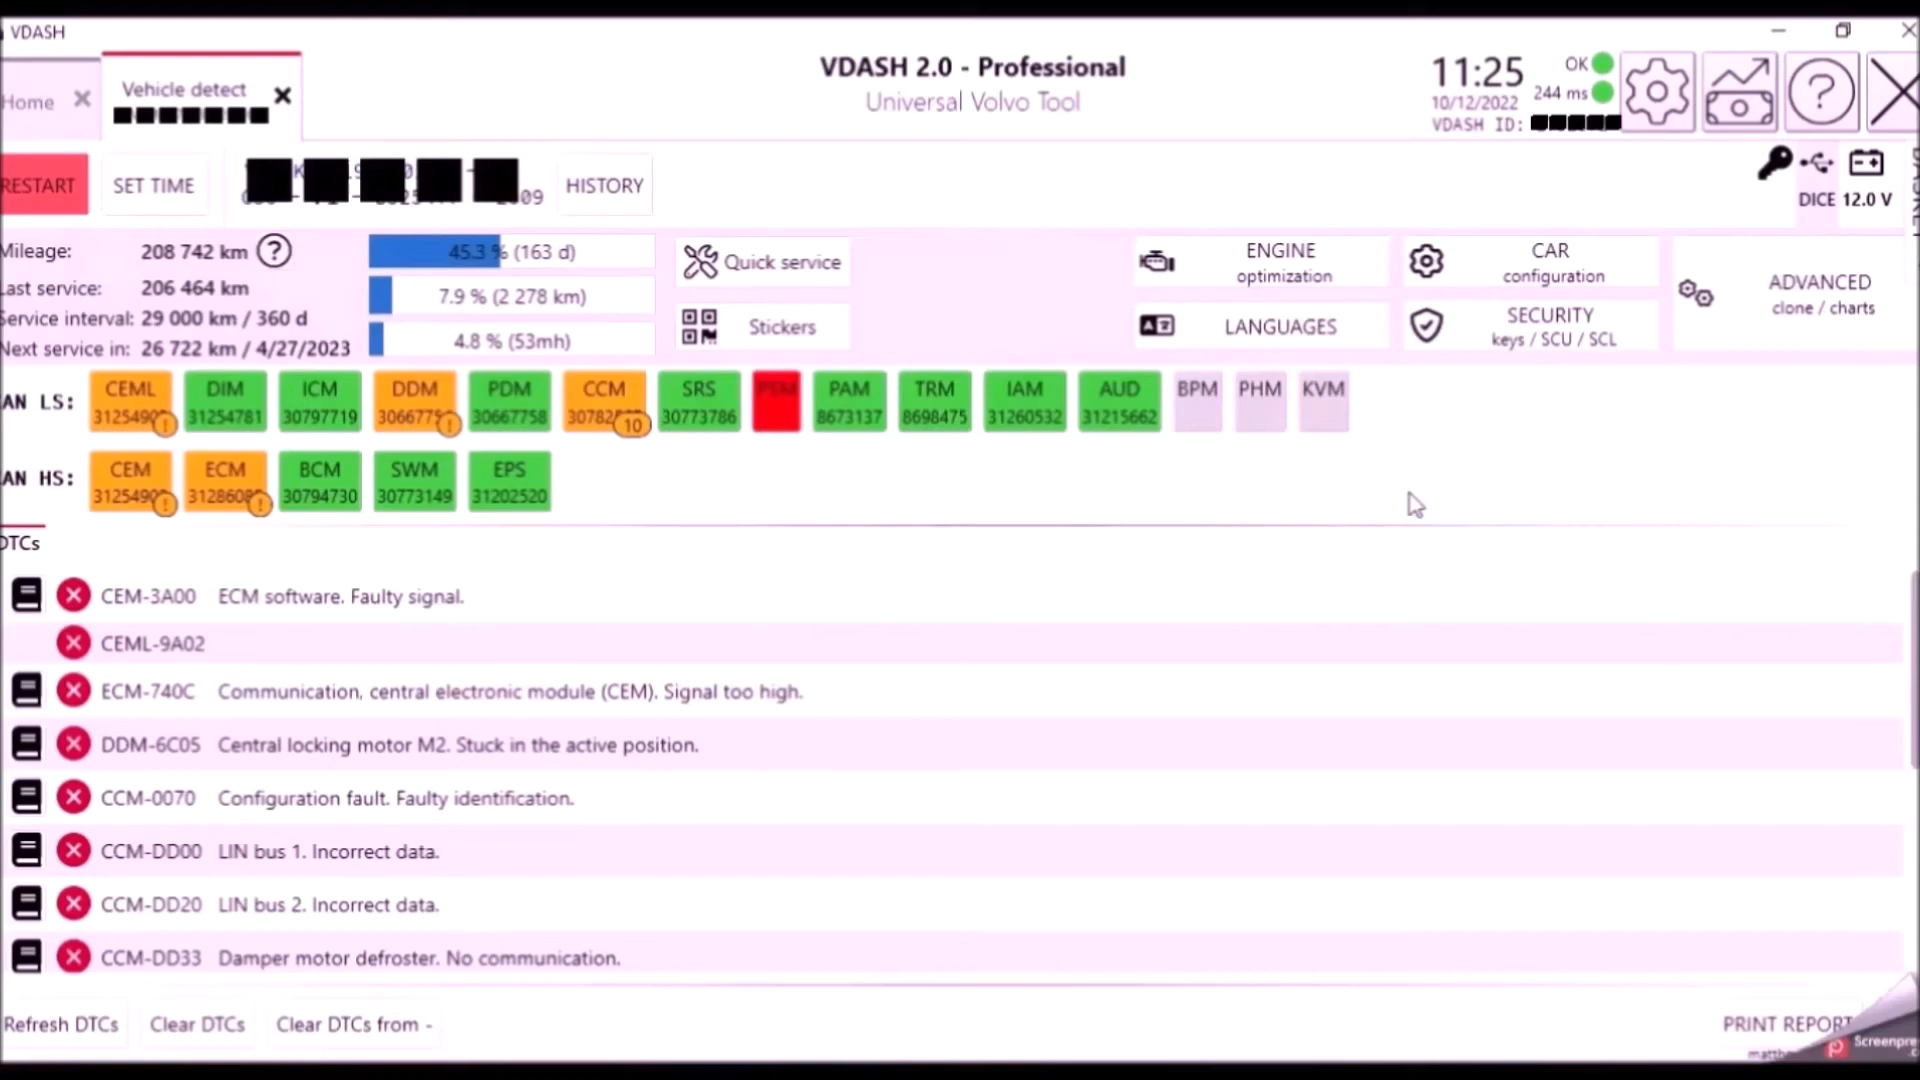 VDASH
Home
Vehicle detect
VDASH 2.0 - Professional
Universal Volvo Tool
11:25
10/12/2022
OK
244 ms
VDASH ID:
RESTART
SET TIME
HISTORY
DICE 12.0 V
Mileage: 208 742 km
Last service: 206 464 km
Service interval: 29 000 km / 360 d
Next service in: 26 722 km / 4/27/2023
45.3 % (163 d)
7.9 % (2 278 km)
4.8 % (53mh)
Quick service
Stickers
ENGINE
optimization
LANGUAGES
CAR
configuration
SECURITY
keys / SCU / SCL
ADVANCED
clone / charts
AN LS:
CEML
DIM
31254781
ICM
30797719
DDM
PDM
30667758
CCM
10
SRS
30773786
PAM
8673137
TRM
8698475
IAM
31260532
AUD
31215662
BPM
PHM
KVM
AN HS:
CEM
ECM
BCM
30794730
SWM
30773149
EPS
31202520
DTCs
CEM-3A00 ECM software. Faulty signal.
CEML-9A02
ECM-740C Communication, central electronic module (CEM). Signal too high.
DDM-6C05 Central locking motor M2. Stuck in the active position.
CCM-0070 Configuration fault. Faulty identification.
CCM-DD00 LIN bus 1. Incorrect data.
CCM-DD20 LIN bus 2. Incorrect data.
CCM-DD33 Damper motor defroster. No communication.
Refresh DTCs
Clear DTCs
Clear DTCs from -
PRINT REPORT
Screenpre